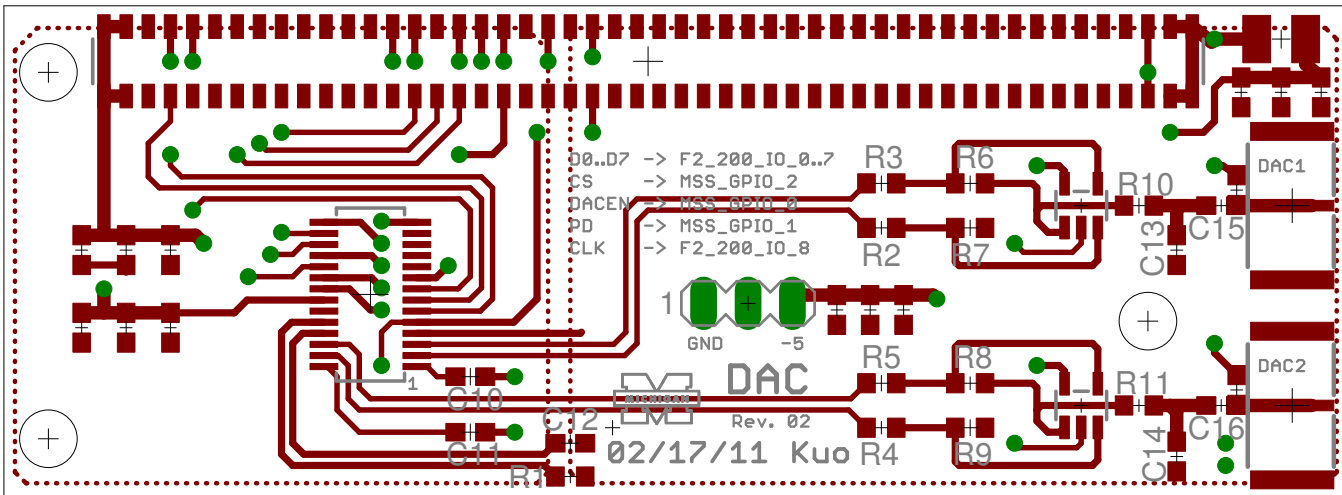 D0..D7 -> F2_200_IO_0..7
CS -> MSS_GPIO_2
DACEN -> MSS_GPIO_0
PD -> MSS_GPIO_1
CLK -> F2_200_IO_8
R3
R6
R2
R7
R10
C13
C15
DAC1
1
GND
-5
1
C10
C11
C12
R1
MICHIGAN
DAC
Rev. 02
02/17/11 Kuo
R5
R8
R4
R9
R11
C14
C16
DAC2